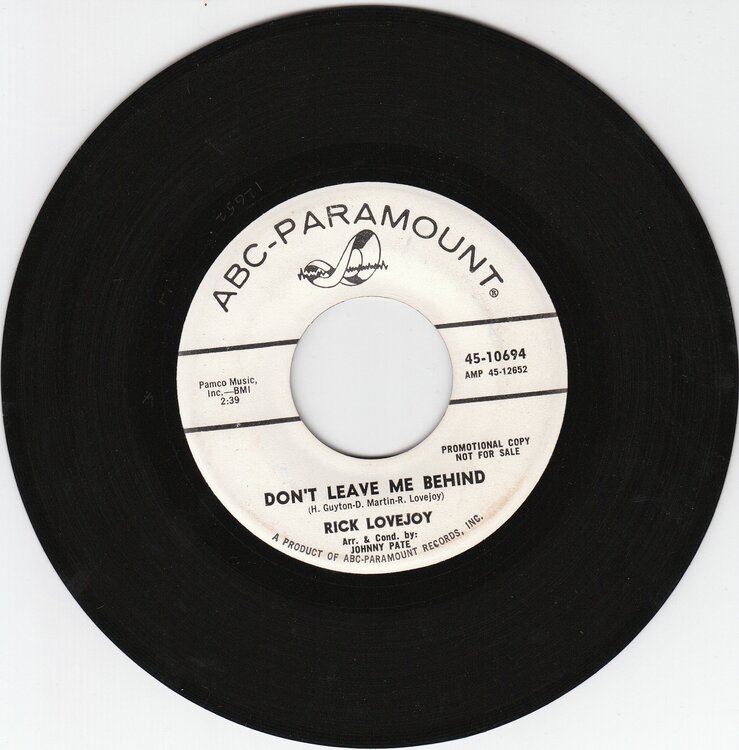 ABC-PARAMOUNT®
45-10694
AMP 45-12652
Pamco Music,
Inc.—BMI
2:39
PROMOTIONAL COPY
NOT FOR SALE
DON'T LEAVE ME BEHIND
(H. Guyton-D. Martin-R. Lovejoy)
RICK LOVEJOY
Arr. & Cond. by:
JOHNNY PATE
A PRODUCT OF ABC-PARAMOUNT RECORDS, INC.